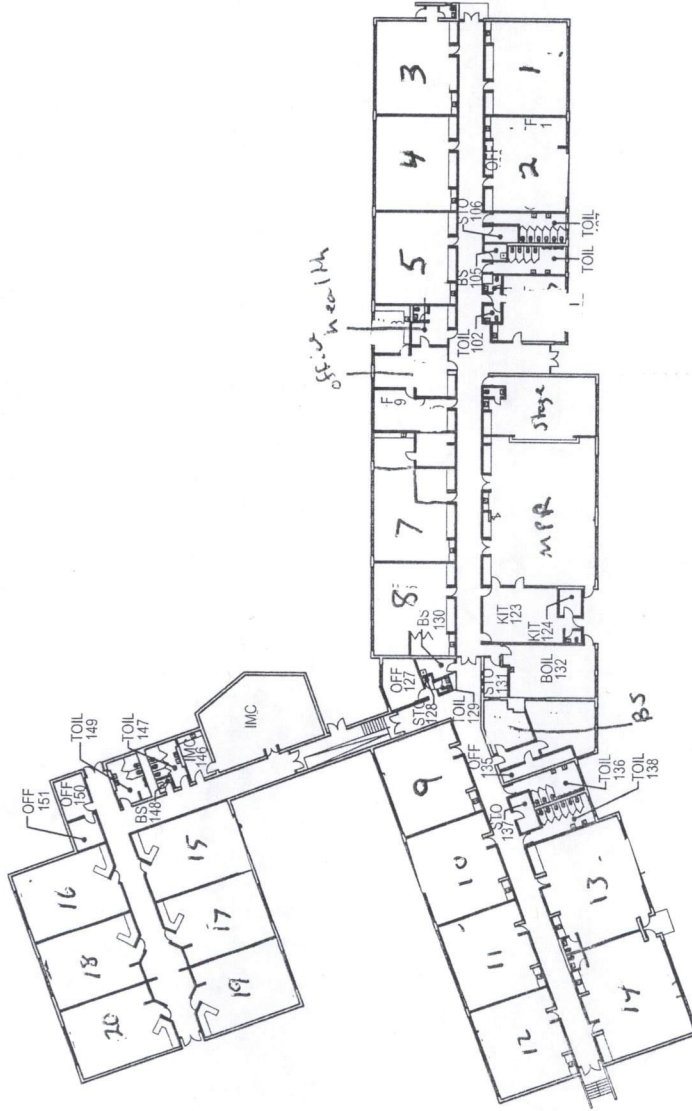 3
1
4
2
OFF
STO
106
TOIL
5
BS
105
TOIL
health
office
TOIL
102
F
9
Stage
7
MPR
8
BS
130
KIT
123
KIT
124
OFF
127
STO
128
TOIL
129
STO
131
BOIL
132
BS
IMC
TOIL
149
TOIL
147
IMC
146
BS
148
OFF
151
OFF
150
9
OFF
135
STO
137
TOIL
136
TOIL
138
10
11
12
13
14
15
16
17
18
19
20